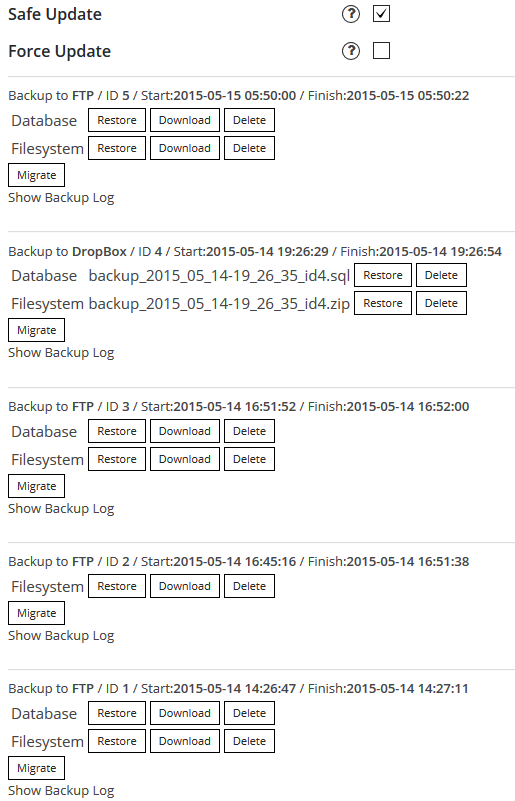 Safe Update ?
Force Update ?
Backup to FTP / ID 5 / Start:2015-05-15 05:50:00 / Finish:2015-05-15 05:50:22
Database Restore Download Delete
Filesystem Restore Download Delete
Migrate
Show Backup Log
Backup to DropBox / ID 4 / Start:2015-05-14 19:26:29 / Finish:2015-05-14 19:26:54
Database backup_2015_05_14-19_26_35_id4.sql Restore Delete
Filesystem backup_2015_05_14-19_26_35_id4.zip Restore Delete
Migrate
Show Backup Log
Backup to FTP / ID 3 / Start:2015-05-14 16:51:52 / Finish:2015-05-14 16:52:00
Database Restore Download Delete
Filesystem Restore Download Delete
Migrate
Show Backup Log
Backup to FTP / ID 2 / Start:2015-05-14 16:45:16 / Finish:2015-05-14 16:51:38
Filesystem Restore Download Delete
Migrate
Show Backup Log
Backup to FTP / ID 1 / Start:2015-05-14 14:26:47 / Finish:2015-05-14 14:27:11
Database Restore Download Delete
Filesystem Restore Download Delete
Migrate
Show Backup Log